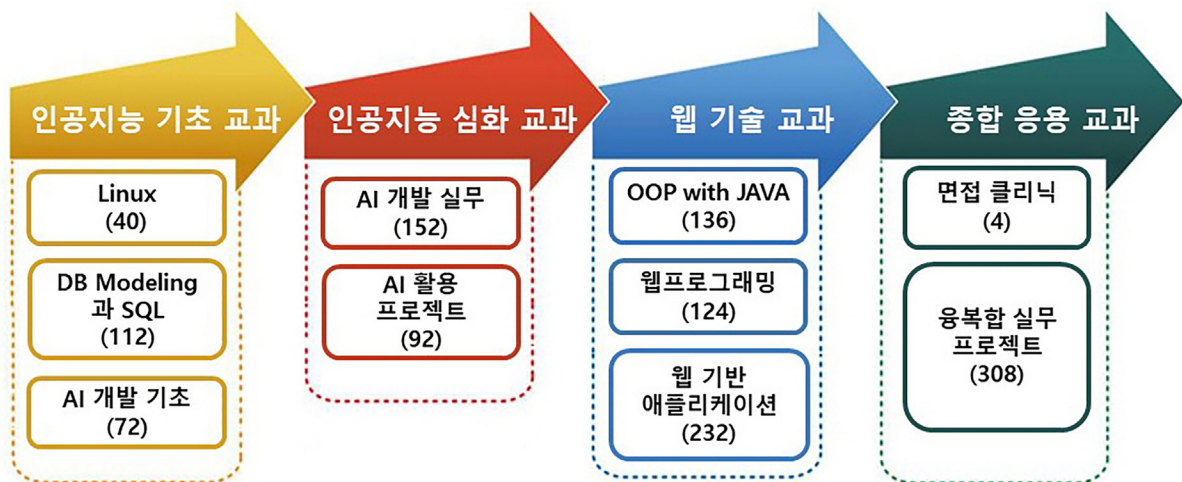 인공지능 기초 교과
Linux
(40)
DB Modeling
과 SQL
(112)
AI 개발 기초
(72)
인공지능 심화 교과
AI 개발 실무
(152)
AI 활용
프로젝트
(92)
웹 기술 교과
OOP with JAVA
(136)
웹프로그래밍
(124)
웹 기반
애플리케이션
(232)
종합 응용 교과
면접 클리닉
(4)
융복합 실무
프로젝트
(308)